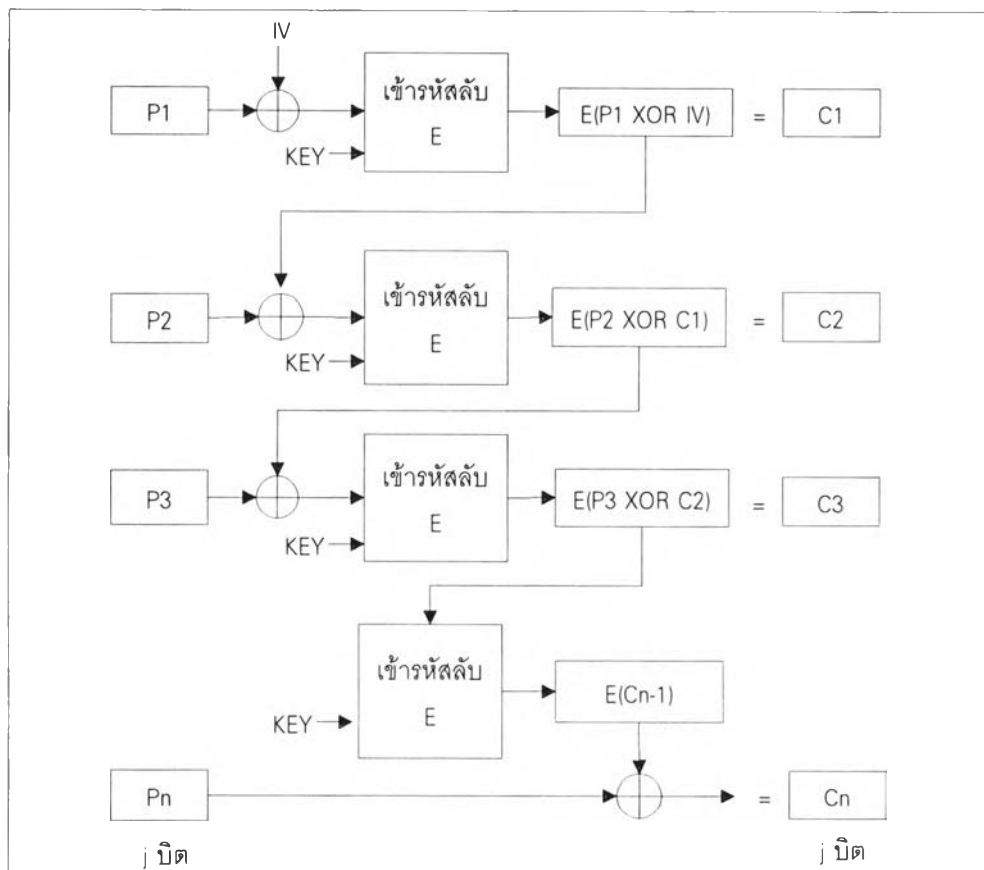 IV
P1
เข้ารหัสลับ
E
KEY
E(P1 XOR IV)
=
C1
P2
เข้ารหัสลับ
E
KEY
E(P2 XOR C1)
=
C2
P3
เข้ารหัสลับ
E
KEY
E(P3 XOR C2)
=
C3
เข้ารหัสลับ
E
KEY
E(Cn-1)
Pn
=
Cn
j บิต
j บิต